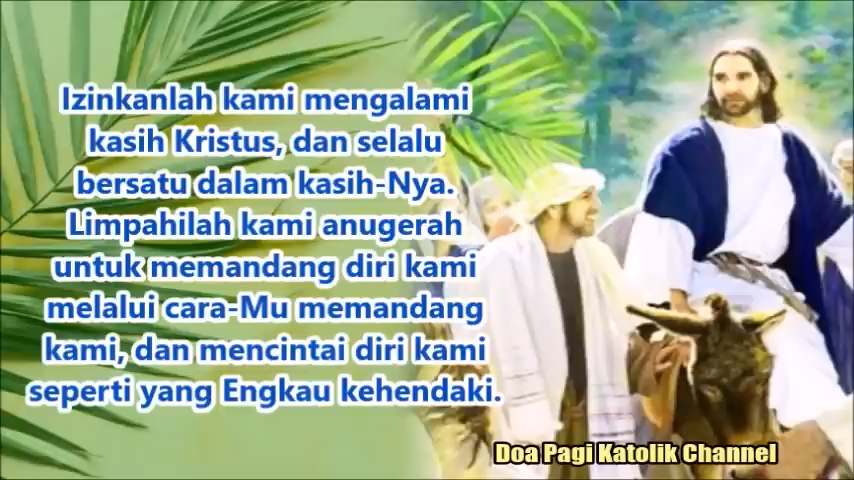 Izinkanlah kami mengalami
kasih Kristus, dan selalu
bersatu dalam kasih-Nya.
Limpahilah kami anugerah
untuk memandang diri kami
melalui cara-Mu memandang
kami, dan mencintai diri kami
seperti yang Engkau kehendaki.
Doa Pagi Katolik Channel